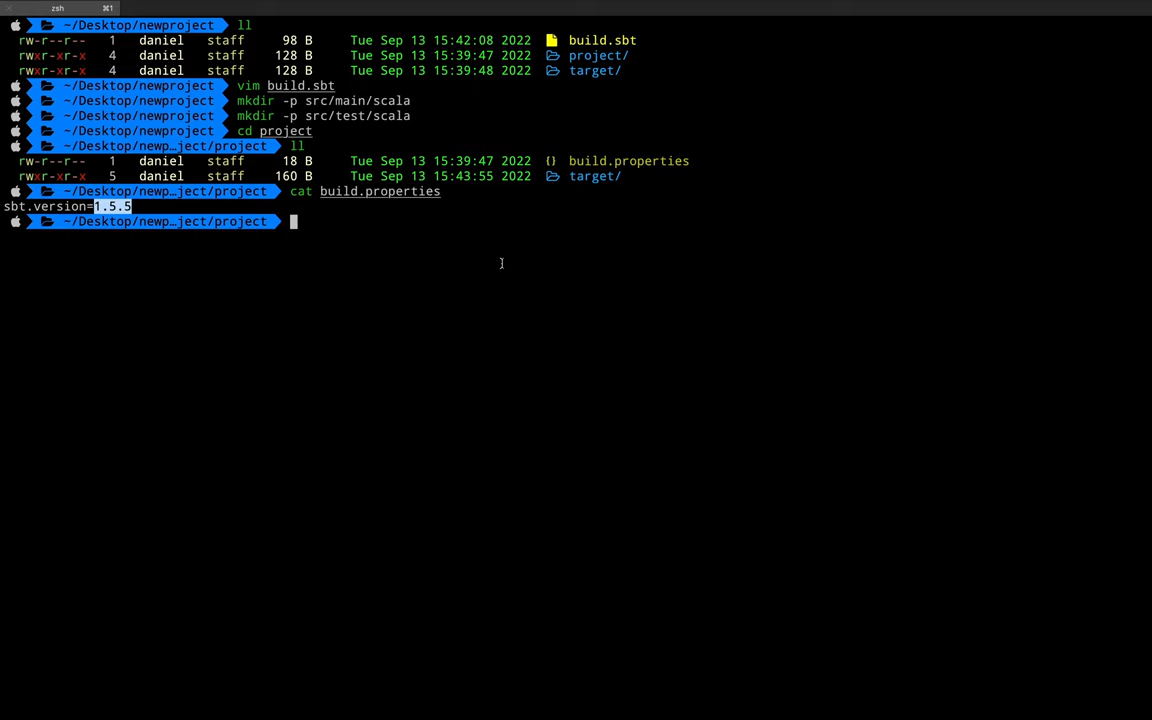 zsh ⌘1
~/Desktop/newproject ll
rw-r--r-- 1 daniel staff 98 B Tue Sep 13 15:42:08 2022 build.sbt
rwxr-xr-x 4 daniel staff 128 B Tue Sep 13 15:39:47 2022 project/
rwxr-xr-x 4 daniel staff 128 B Tue Sep 13 15:39:48 2022 target/
~/Desktop/newproject vim build.sbt
~/Desktop/newproject mkdir -p src/main/scala
~/Desktop/newproject mkdir -p src/test/scala
~/Desktop/newproject cd project
~/Desktop/newp…ject/project ll
rw-r--r-- 1 daniel staff 18 B Tue Sep 13 15:39:47 2022 {} build.properties
rwxr-xr-x 5 daniel staff 160 B Tue Sep 13 15:43:55 2022 target/
~/Desktop/newp…ject/project cat build.properties
sbt.version=1.5.5
~/Desktop/newp…ject/project